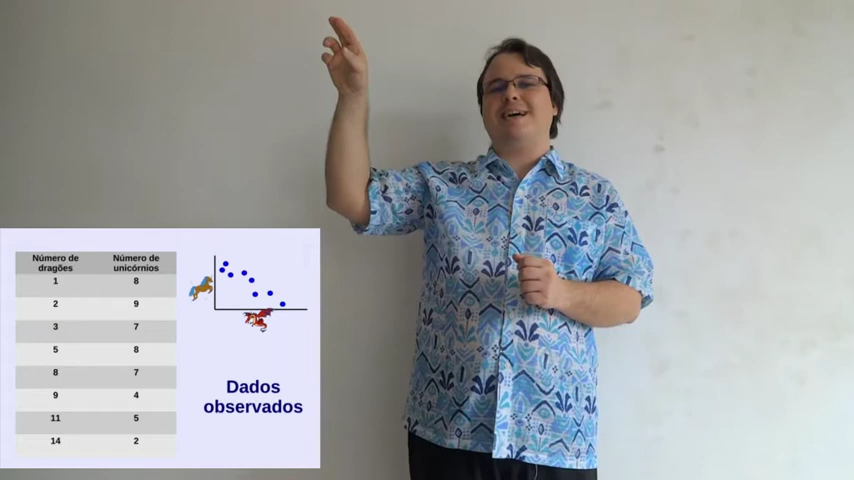 Número de dragões Número de unicórnios
1 8
2 9
3 7
5 8
8 7
9 4
11 5
14 2
Dados
observados